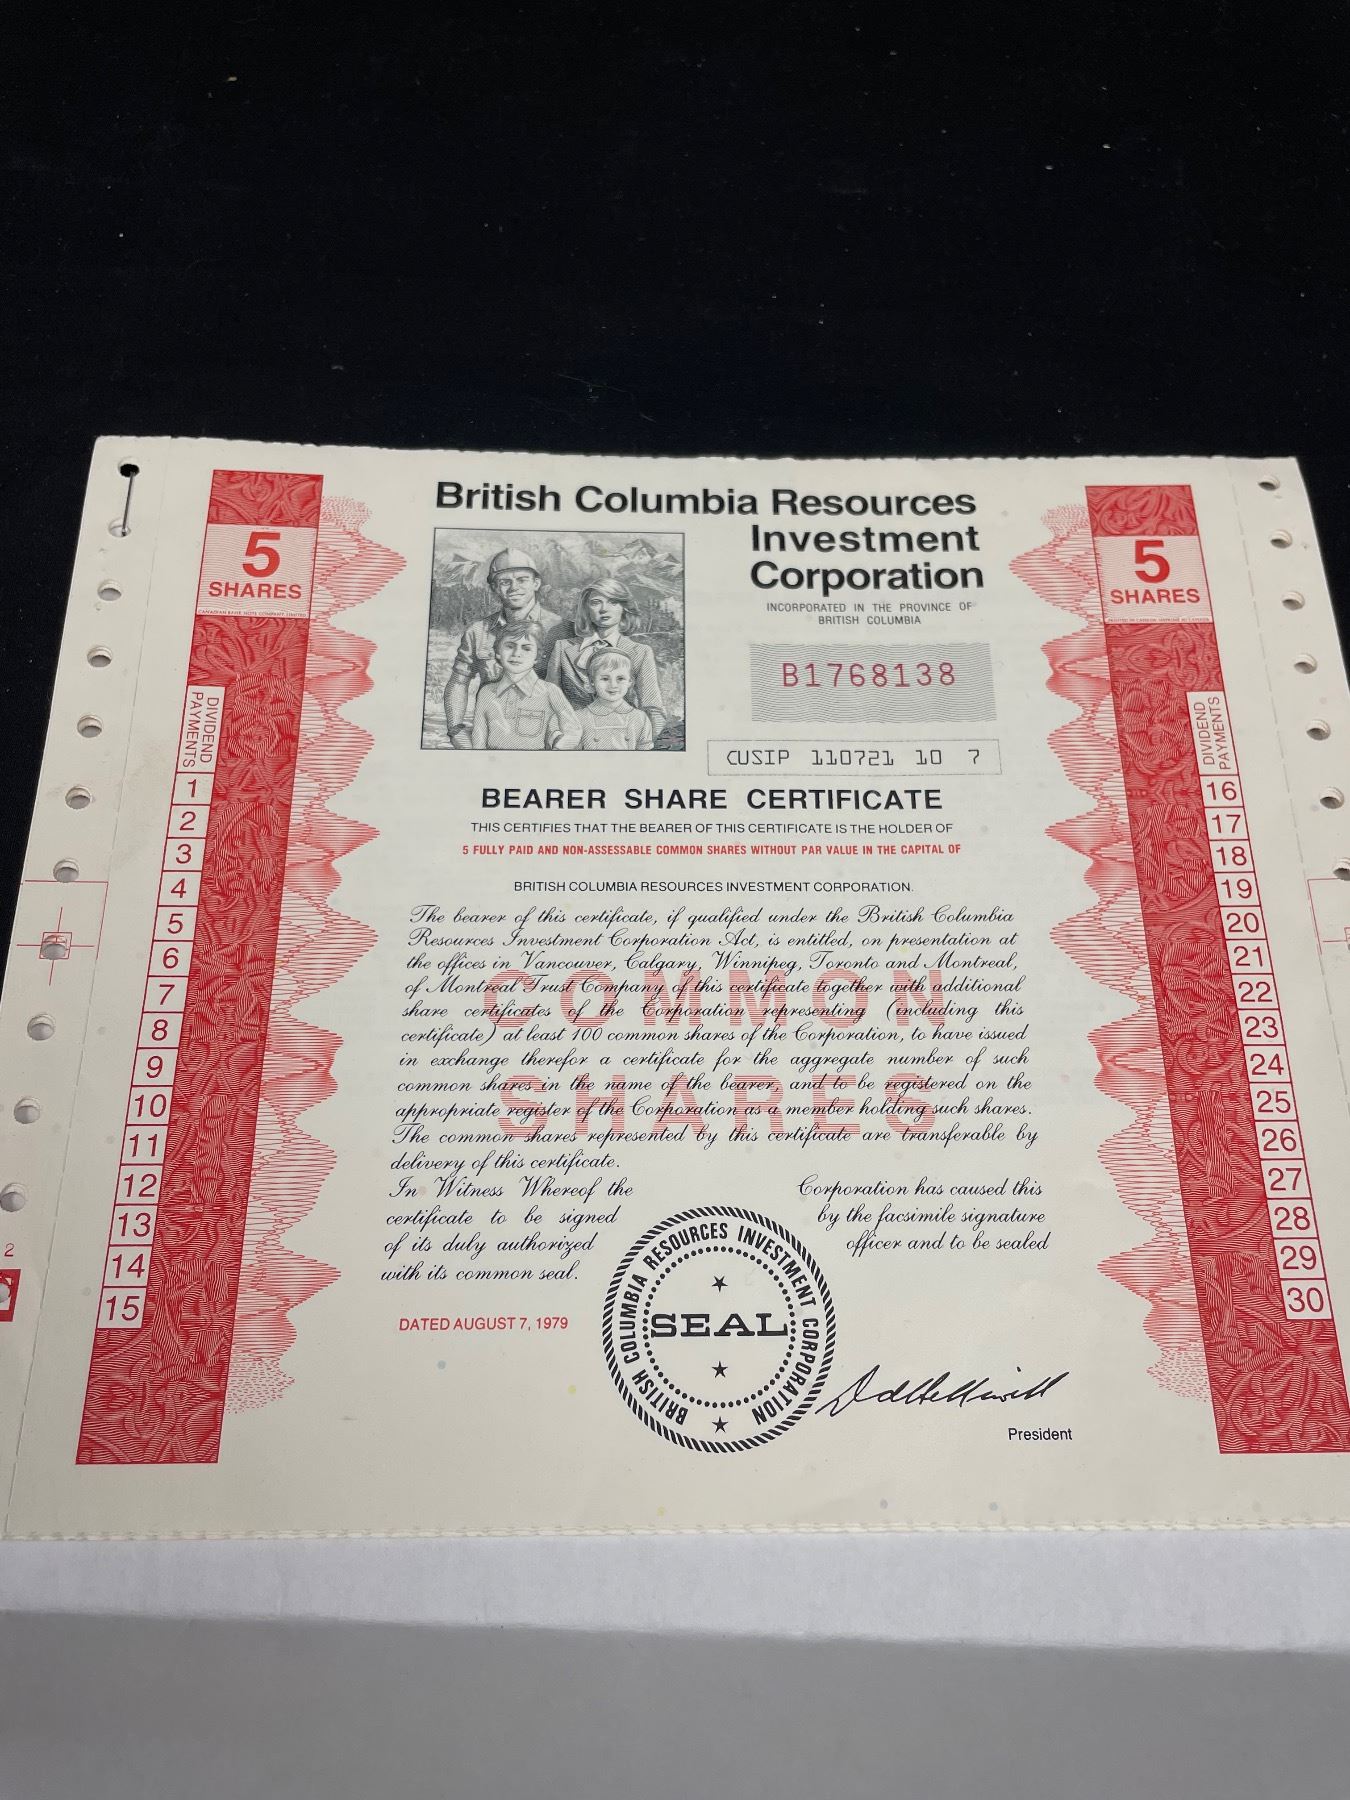 British Columbia Resources
Investment
Corporation
INCORPORATED IN THE PROVINCE OF
BRITISH COLUMBIA
5
SHARES
CANADIAN BANK NOTE COMPANY, LIMITED
5
SHARES
B1768138
CUSIP 110721 10 7
BEARER SHARE CERTIFICATE
THIS CERTIFIES THAT THE BEARER OF THIS CERTIFICATE IS THE HOLDER OF
5 FULLY PAID AND NON-ASSESSABLE COMMON SHARES WITHOUT PAR VALUE IN THE CAPITAL OF
BRITISH COLUMBIA RESOURCES INVESTMENT CORPORATION.
The bearer of this certificate, if qualified under the British Columbia
Resources Investment Corporation Act, is entitled, on presentation at
the offices in Vancouver, Calgary, Winnipeg, Toronto and Montreal,
of Montreal Trust Company of this certificate together with additional
share certificates of the Corporation representing (including this
certificate) at least 100 common shares of the Corporation, to have issued
in exchange therefor a certificate for the aggregate number of such
common shares in the name of the bearer, and to be registered on the
appropriate register of the Corporation as a member holding such shares.
The common shares represented by this certificate are transferable by
delivery of this certificate.
COMMON
SHARES
In Witness Whereof the Corporation has caused this
certificate to be signed by the facsimile signature
of its duly authorized officer and to be sealed
with its common seal.
DATED AUGUST 7, 1979
BRITISH COLUMBIA RESOURCES INVESTMENT CORPORATION
SEAL
President
DIVIDEND
PAYMENTS
1
2
3
4
5
6
7
8
9
10
11
12
13
14
15
DIVIDEND
PAYMENTS
16
17
18
19
20
21
22
23
24
25
26
27
28
29
30
2